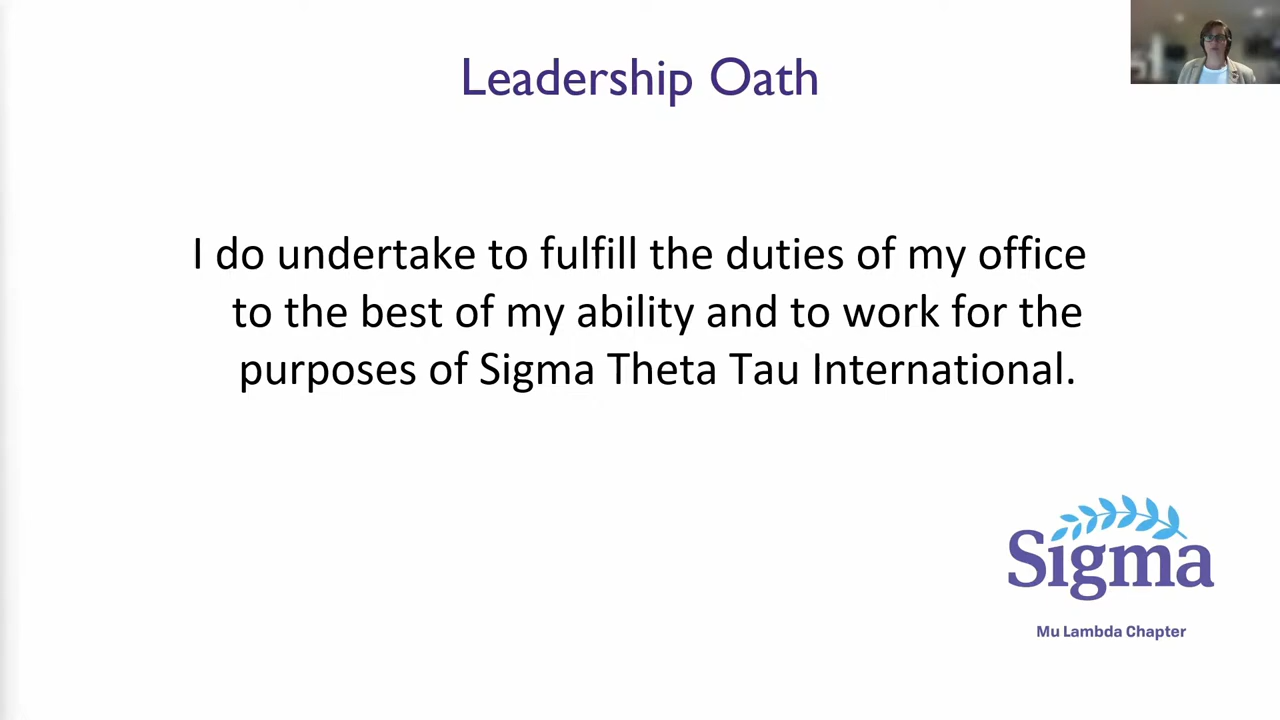 Leadership Oath
I do undertake to fulfill the duties of my office
to the best of my ability and to work for the
purposes of Sigma Theta Tau International.
Sigma
Mu Lambda Chapter